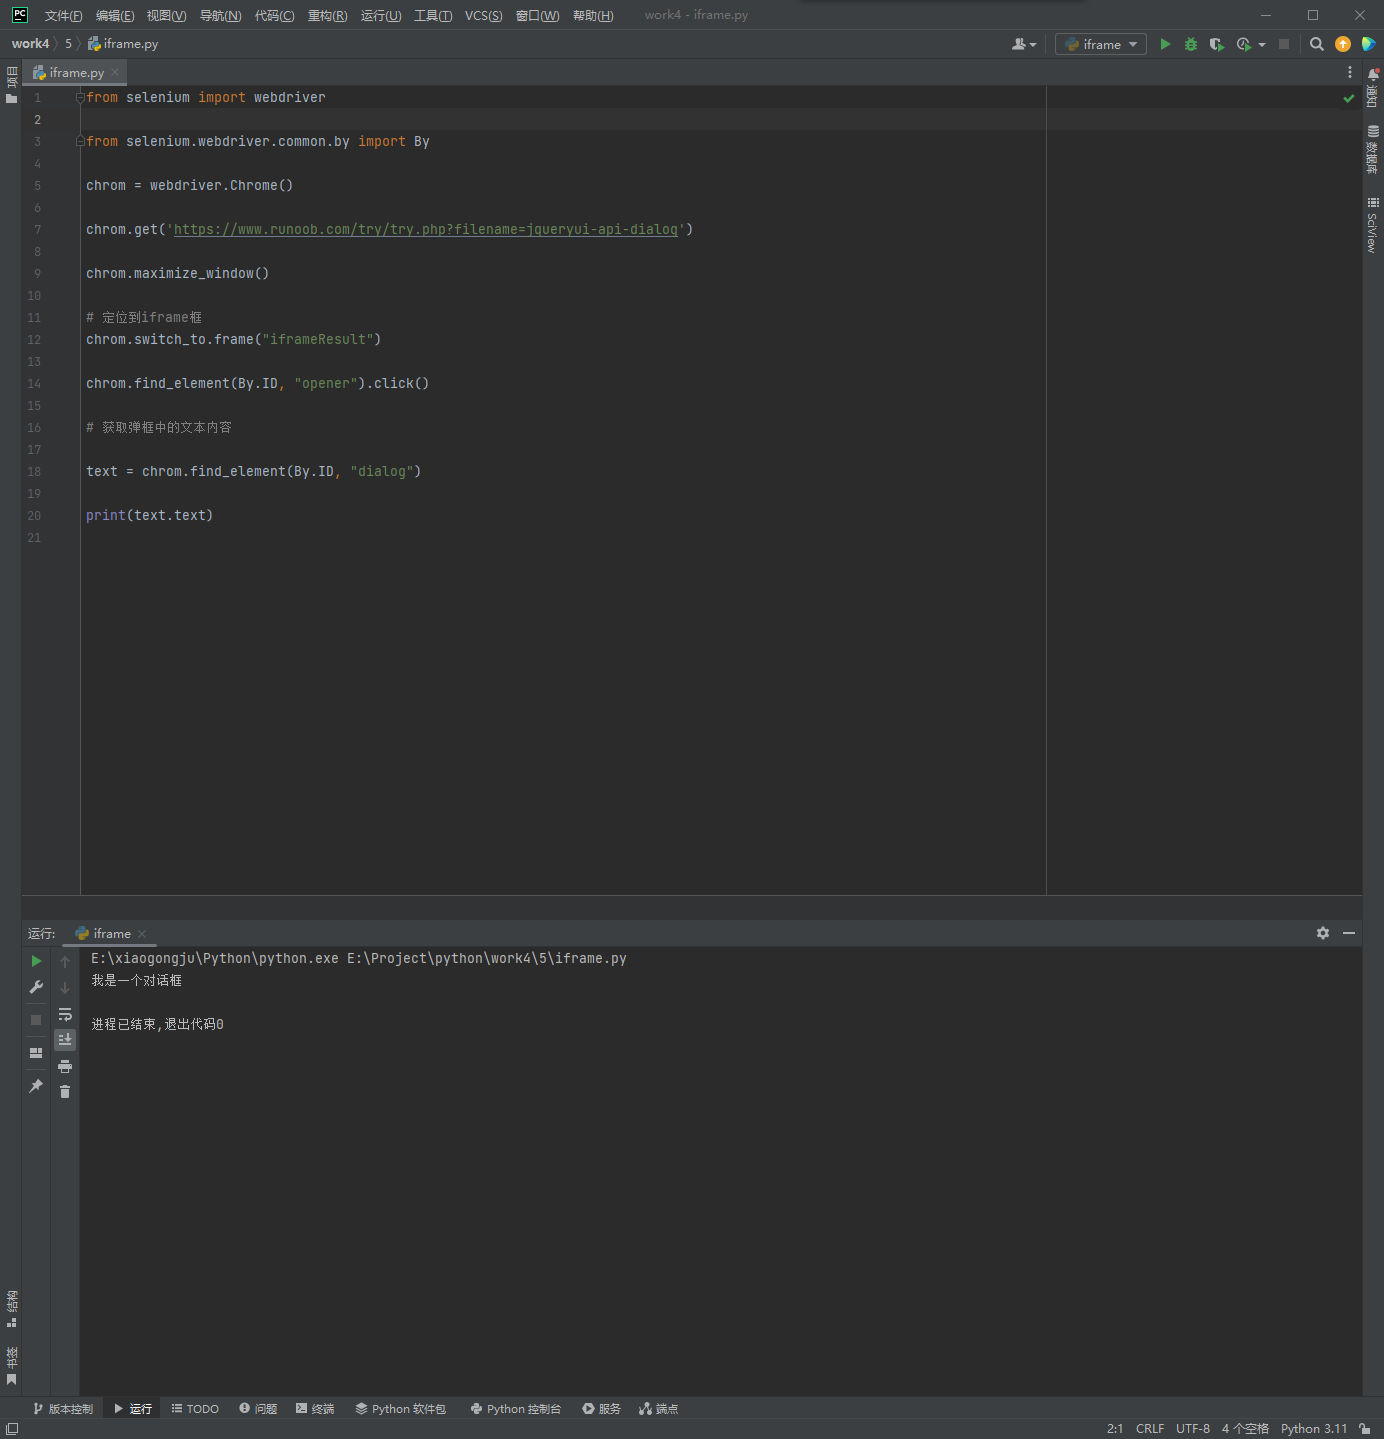 PC 文件(F) 编辑(E) 视图(V) 导航(N) 代码(C) 重构(R) 运行(U) 工具(T) VCS(S) 窗口(W) 帮助(H) work4 - iframe.py
work4 5 iframe.py iframe
项目
iframe.py
1 from selenium import webdriver
2
3 from selenium.webdriver.common.by import By
4
5 chrom = webdriver.Chrome()
6
7 chrom.get('https://www.runoob.com/try/try.php?filename=jqueryui-api-dialog')
8
9 chrom.maximize_window()
10
11 # 定位到iframe框
12 chrom.switch_to.frame("iframeResult")
13
14 chrom.find_element(By.ID, "opener").click()
15
16 # 获取弹框中的文本内容
17
18 text = chrom.find_element(By.ID, "dialog")
19
20 print(text.text)
21
通知
数据库
SciView
运行: iframe
E:\xiaogongju\Python\python.exe E:\Project\python\work4\5\iframe.py
我是一个对话框
进程已结束,退出代码0
结构
书签
版本控制 运行 TODO 问题 终端 Python 软件包 Python 控制台 服务 端点
2:1 CRLF UTF-8 4 个空格 Python 3.11